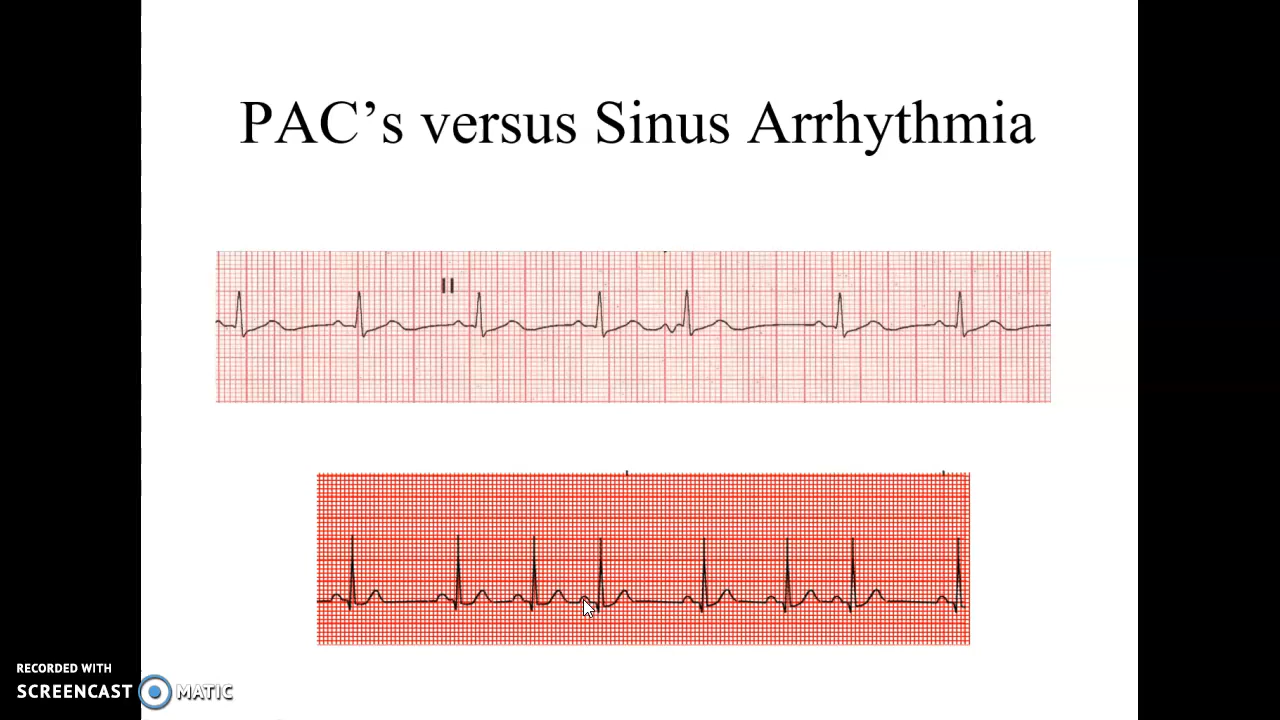 PAC’s versus Sinus Arrhythmia
II
RECORDED WITH
SCREENCAST MATIC